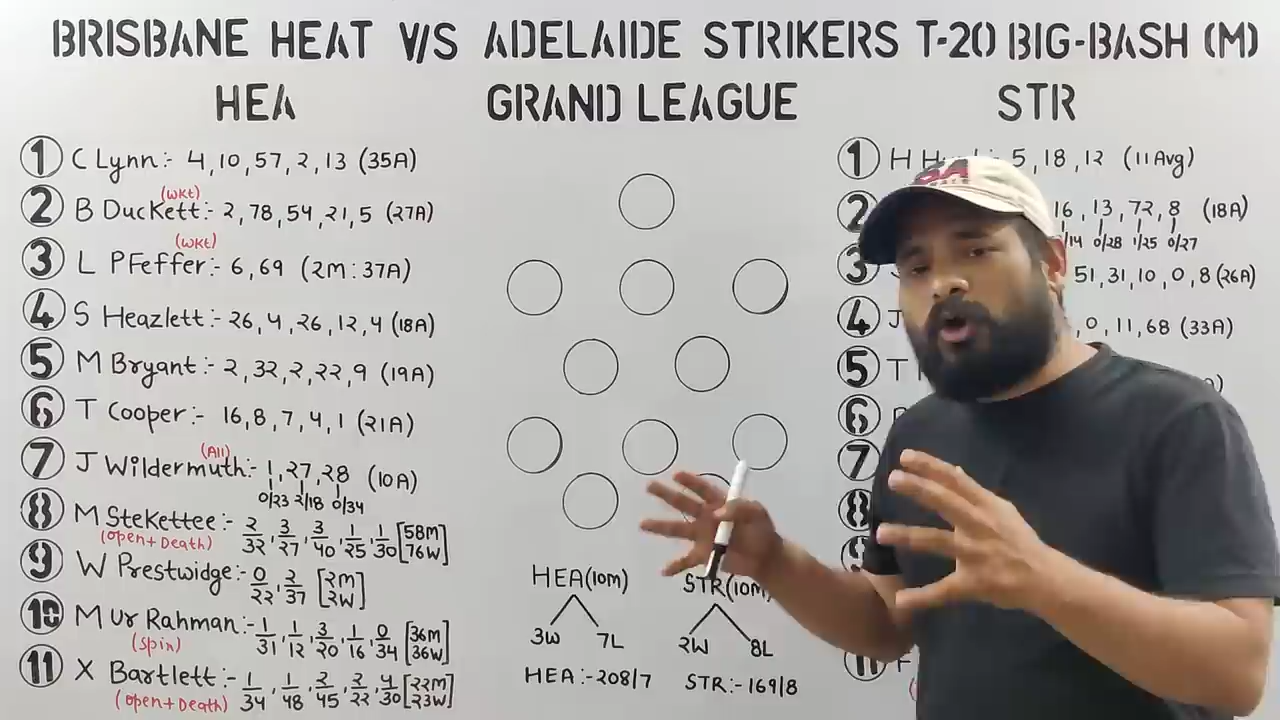 BRISBANE HEAT V/S ADELAIDE STRIKERS T-20 BIG-BASH (M)
HEA
GRAND LEAGUE
STR
1 C Lynn:- 4,10,57,2,13 (35A)
(wkt)
2 B Duckett:- 2,78,54,21,5 (27A)
(wkt)
3 L PFeffer:- 6,69 (2M:37A)
4 S Heazlett:- 26,4,26,12,4 (18A)
5 M Bryant:- 2,32,2,22,9 (19A)
6 T Cooper:- 16,8,7,4,1 (21A)
(All)
7 J Wildermuth:- 1,27,28 (10A)
0/23 2/18 0/34
8 M SteKettee:- 2/32, 3/27, 3/40, 1/25, 1/30 [58M 76W]
(open+Death)
9 W Prestwidge:- 0/22, 2/37 [2M 2W]
10 M Ur Rahman:- 1/31, 1/12, 3/20, 1/16, 0/34 [36M 36W]
(spin)
11 X Bartlett:- 1/34, 1/48, 2/45, 2/22, 4/30 [22M 23W]
(open+Death)
HEA(10M)
3W 7L
HEA:-208/7
STR(10M)
2W 8L
STR:-169/8
1 H 5,18,12 (11Avg)
2 16,13,72,8 (18A)
/14 0/28 1/25 0/27
3 51,31,10,0,8 (26A)
4 J ,0,11,68 (33A)
5 T
6
7
8